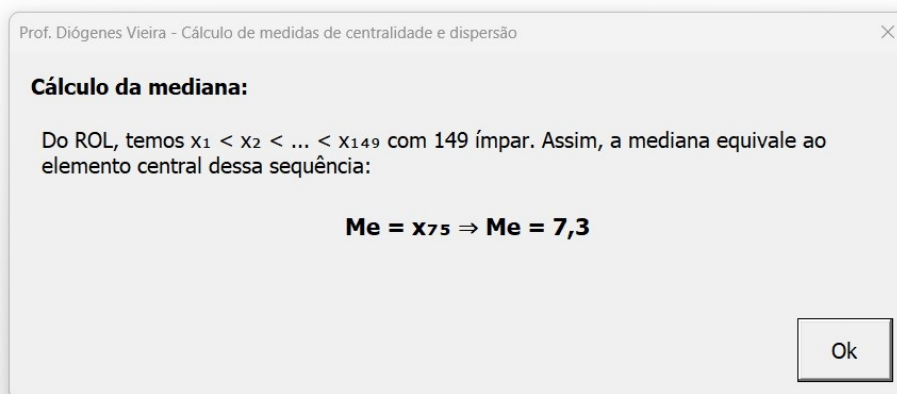 Prof. Diógenes Vieira - Cálculo de medidas de centralidade e dispersão
Cálculo da mediana:
Do ROL, temos x₁ < x₂ < ... < x₁₄₉ com 149 ímpar. Assim, a mediana equivale ao
elemento central dessa sequência:
Me = x₇₅ ⇒ Me = 7,3
Ok